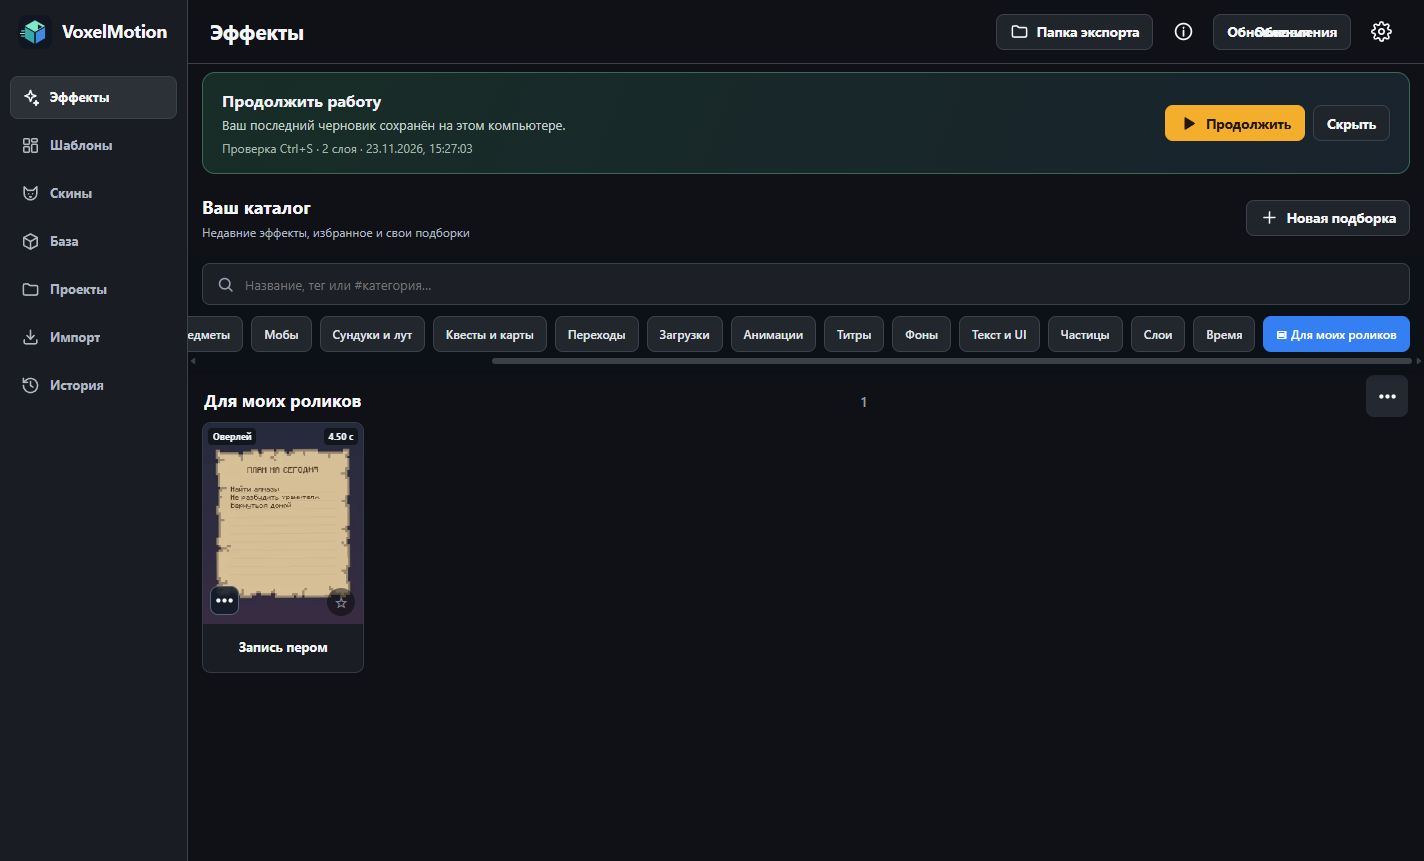 VoxelMotion
Эффекты
Папка экспорта
Обновления
Эффекты
Шаблоны
Скины
База
Проекты
Импорт
История
Продолжить работу
Ваш последний черновик сохранён на этом компьютере.
Проверка Ctrl+S · 2 слоя · 23.11.2026, 15:27:03
Продолжить
Скрыть
Ваш каталог
Недавние эффекты, избранное и свои подборки
Новая подборка
Название, тег или #категория...
едметы
Мобы
Сундуки и лут
Квесты и карты
Переходы
Загрузки
Анимации
Титры
Фоны
Текст и UI
Частицы
Слои
Время
Для моих роликов
Для моих роликов
1
Оверлей
4.50 с
ПЛАН НА СЕГОДНЯ
Найти алмазы
Не разбудить хранителя
Вернуться домой
Запись пером